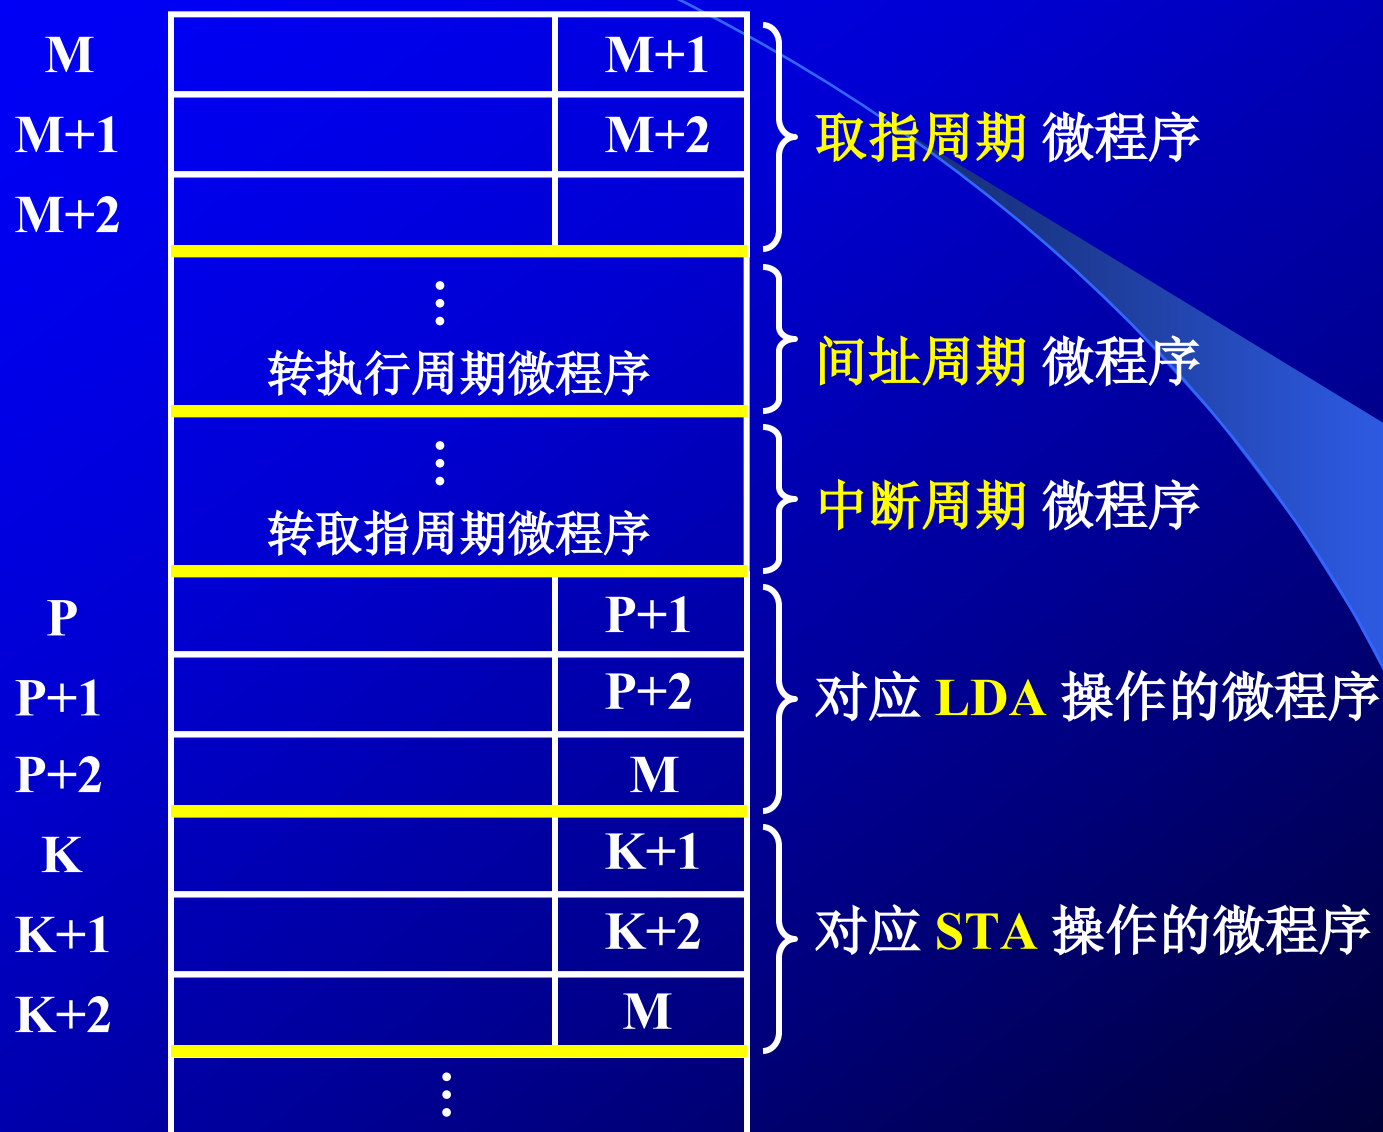 M M+1
M+1 M+2 取指周期 微程序
M+2
⋮
转执行周期微程序 间址周期 微程序
⋮
中断周期 微程序
转取指周期微程序
P P+1
P+1 P+2 对应 LDA 操作的微程序
P+2 M
K K+1
K+1 K+2 对应 STA 操作的微程序
K+2 M
⋮